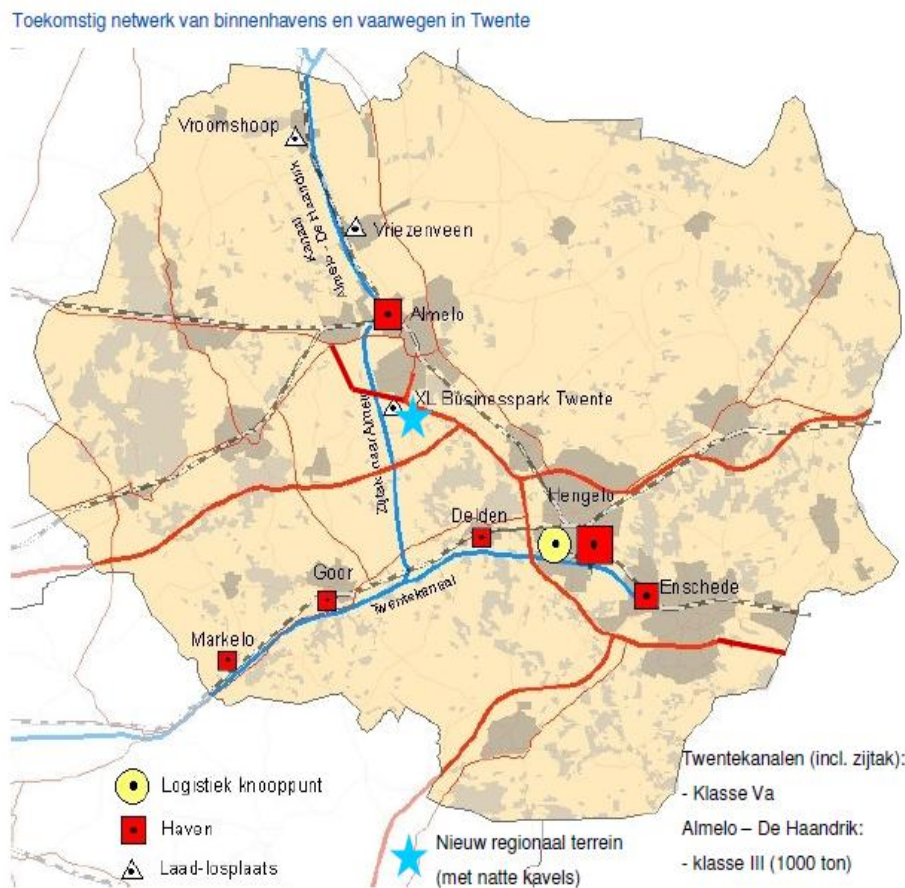 Toekomstig netwerk van binnenhavens en vaarwegen in Twente
Vroomshoop
Kanaal
Almelo - De Haandrik
Vriezenveen
Almelo
XL Businesspark Twente
Zijtak naar Almelo
Hengelo
Delden
Goor
Twentekanaal
Enschede
Markelo
Logistiek knooppunt
Haven
Laad-losplaats
Nieuw regionaal terrein
(met natte kavels)
Twentekanalen (incl. zijtak):
- Klasse Va
Almelo – De Haandrik:
- klasse III (1000 ton)